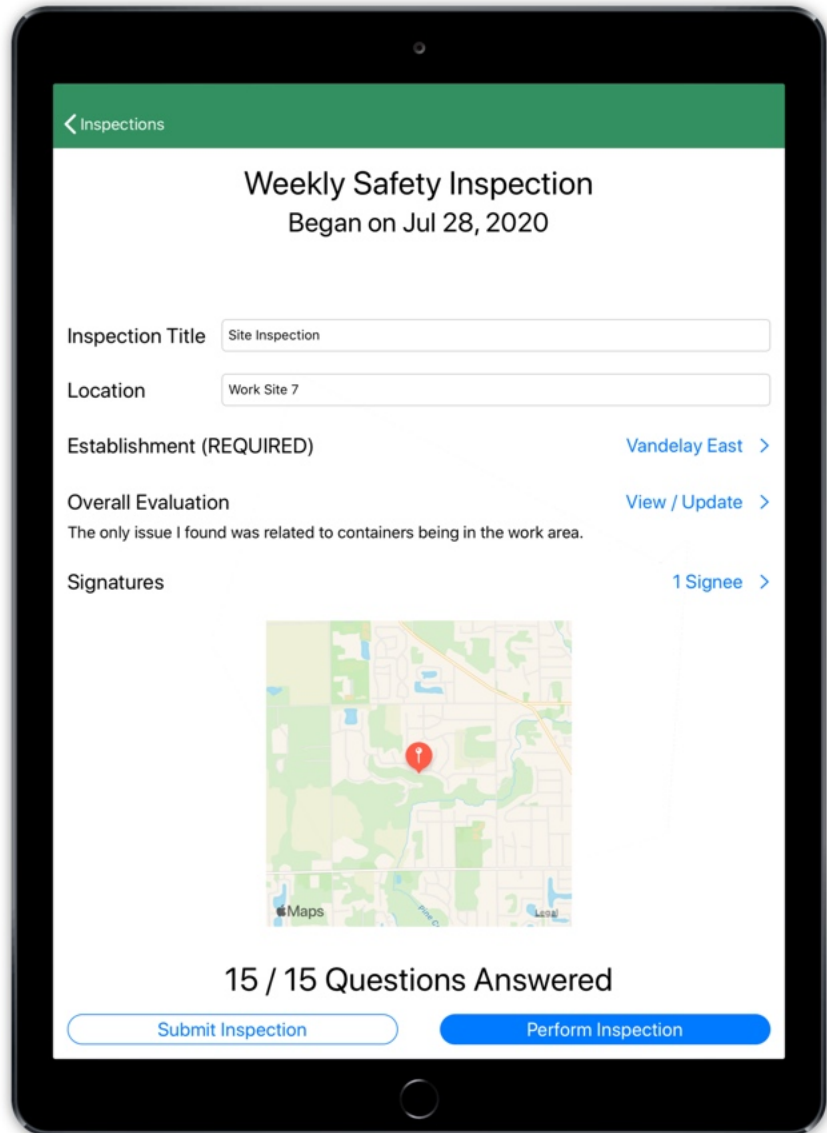 Inspections
Weekly Safety Inspection
Began on Jul 28, 2020
Inspection Title Site Inspection
Location Work Site 7
Establishment (REQUIRED) Vandelay East
Overall Evaluation View / Update
The only issue I found was related to containers being in the work area.
Signatures 1 Signee
Maps
Legal
15 / 15 Questions Answered
Submit Inspection Perform Inspection